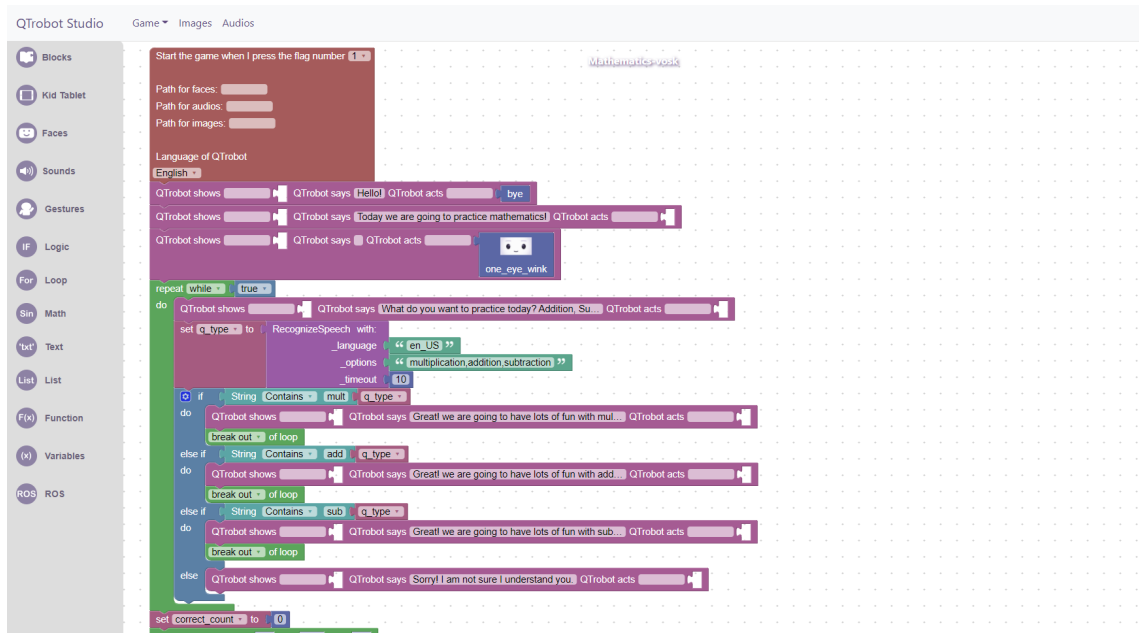 QTrobot Studio Game Images Audios
Blocks
Kid Tablet
Faces
Sounds
Gestures
IF Logic
For Loop
Sin Math
'txt' Text
List List
F(x) Function
(x) Variables
ROS ROS
Mathematics-vosk
Start the game when I press the flag number 1
Path for faces:
Path for audios:
Path for images:
Language of QTrobot
English
QTrobot shows QTrobot says Hello! QTrobot acts bye
QTrobot shows QTrobot says Today we are going to practice mathematics! QTrobot acts
QTrobot shows QTrobot says QTrobot acts
one_eye_wink
repeat while true
do QTrobot shows QTrobot says What do you want to practice today? Addition, Su... QTrobot acts
set q_type to RecognizeSpeech with:
_language “ en_US ”
_options “ multiplication,addition,subtraction ”
_timeout 10
if String Contains mult q_type
do QTrobot shows QTrobot says Great! we are going to have lots of fun with mul... QTrobot acts
break out of loop
else if String Contains add q_type
do QTrobot shows QTrobot says Great! we are going to have lots of fun with add... QTrobot acts
break out of loop
else if String Contains sub q_type
do QTrobot shows QTrobot says Great! we are going to have lots of fun with sub... QTrobot acts
break out of loop
else QTrobot shows QTrobot says Sorry! I am not sure I understand you. QTrobot acts
set correct_count to 0